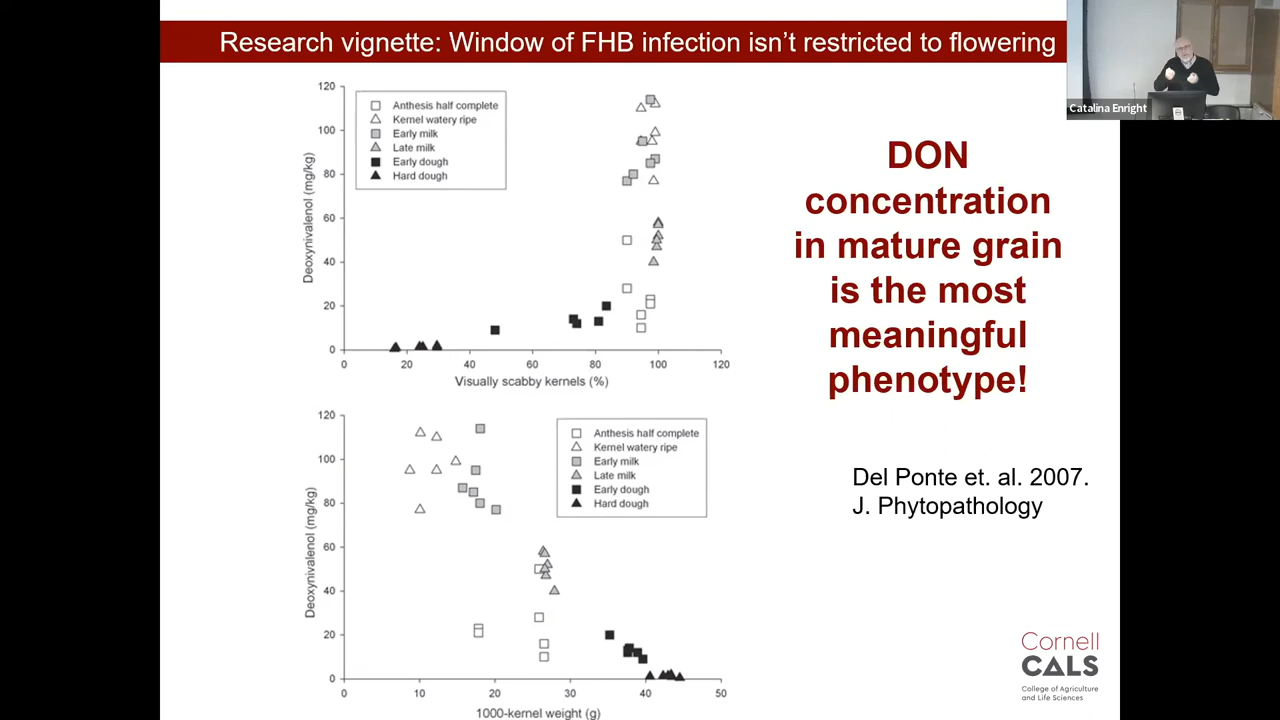 Research vignette: Window of FHB infection isn't restricted to flowering
Catalina Enright
120
100
80
60
40
20
0
Deoxynivalenol (mg/kg)
Anthesis half complete
Kernel watery ripe
Early milk
Late milk
Early dough
Hard dough
0 20 40 60 80 100 120
Visually scabby kernels (%)
DON
concentration
in mature grain
is the most
meaningful
phenotype!
120
100
80
60
40
20
0
Deoxynivalenol (mg/kg)
Anthesis half complete
Kernel watery ripe
Early milk
Late milk
Early dough
Hard dough
0 10 20 30 40 50
1000-kernel weight (g)
Del Ponte et. al. 2007.
J. Phytopathology
Cornell
CALS
College of Agriculture
and Life Sciences